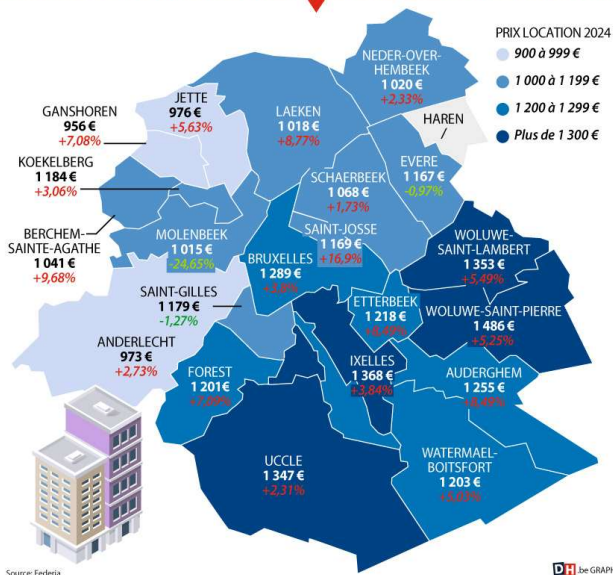 PRIX LOCATION 2024
900 à 999 €
1 000 à 1 199 €
1 200 à 1 299 €
Plus de 1 300 €
NEDER-OVER-
HEMBEEK
1 020 €
+2,33%
JETTE
976 €
+5,63%
GANSHOREN
956 €
+7,08%
LAEKEN
1 018 €
+8,77%
HAREN
KOEKELBERG
1 184 €
+3,06%
EVERE
1 167 €
-0,97%
SCHAERBEEK
1 068 €
+1,73%
BERCHEM-
SAINTE-AGATHE
1 041 €
+9,68%
MOLENBEEK
1 015 €
-24,65%
SAINT-JOSSE
1 169 €
+16,9%
BRUXELLES
1 289 €
WOLUWE-
SAINT-LAMBERT
1 353 €
+5,49%
SAINT-GILLES
1 179 €
-1,27%
ETTERBEEK
1 218 €
WOLUWE-SAINT-PIERRE
1 486 €
+5,25%
ANDERLECHT
973 €
+2,73%
FOREST
1 201€
IXELLES
1 368 €
+3,84%
AUDERGHEM
1 255 €
UCCLE
1 347 €
+2,31%
WATERMAEL-
BOITSFORT
1 203 €
Source: Federia
DH.be GRAPH